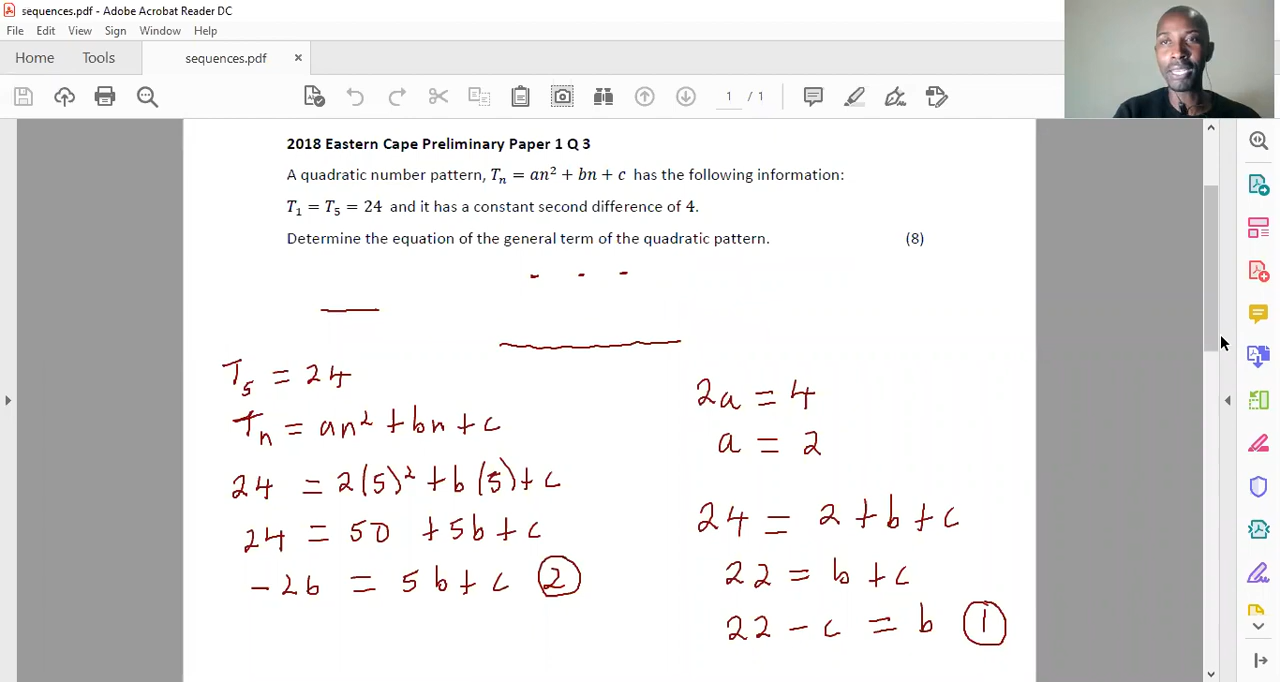 sequences.pdf - Adobe Acrobat Reader DC
File Edit View Sign Window Help
Home Tools sequences.pdf ×
1 / 1
2018 Eastern Cape Preliminary Paper 1 Q 3
A quadratic number pattern, Tₙ = an² + bn + c has the following information:
T₁ = T₅ = 24 and it has a constant second difference of 4.
Determine the equation of the general term of the quadratic pattern. (8)
T₅ = 24
Tₙ = an² + bn + c
24 = 2(5)² + b(5) + c
24 = 50 + 5b + c
-26 = 5b + c ②
2a = 4
a = 2
24 = 2 + b + c
22 = b + c
22 - c = b ①